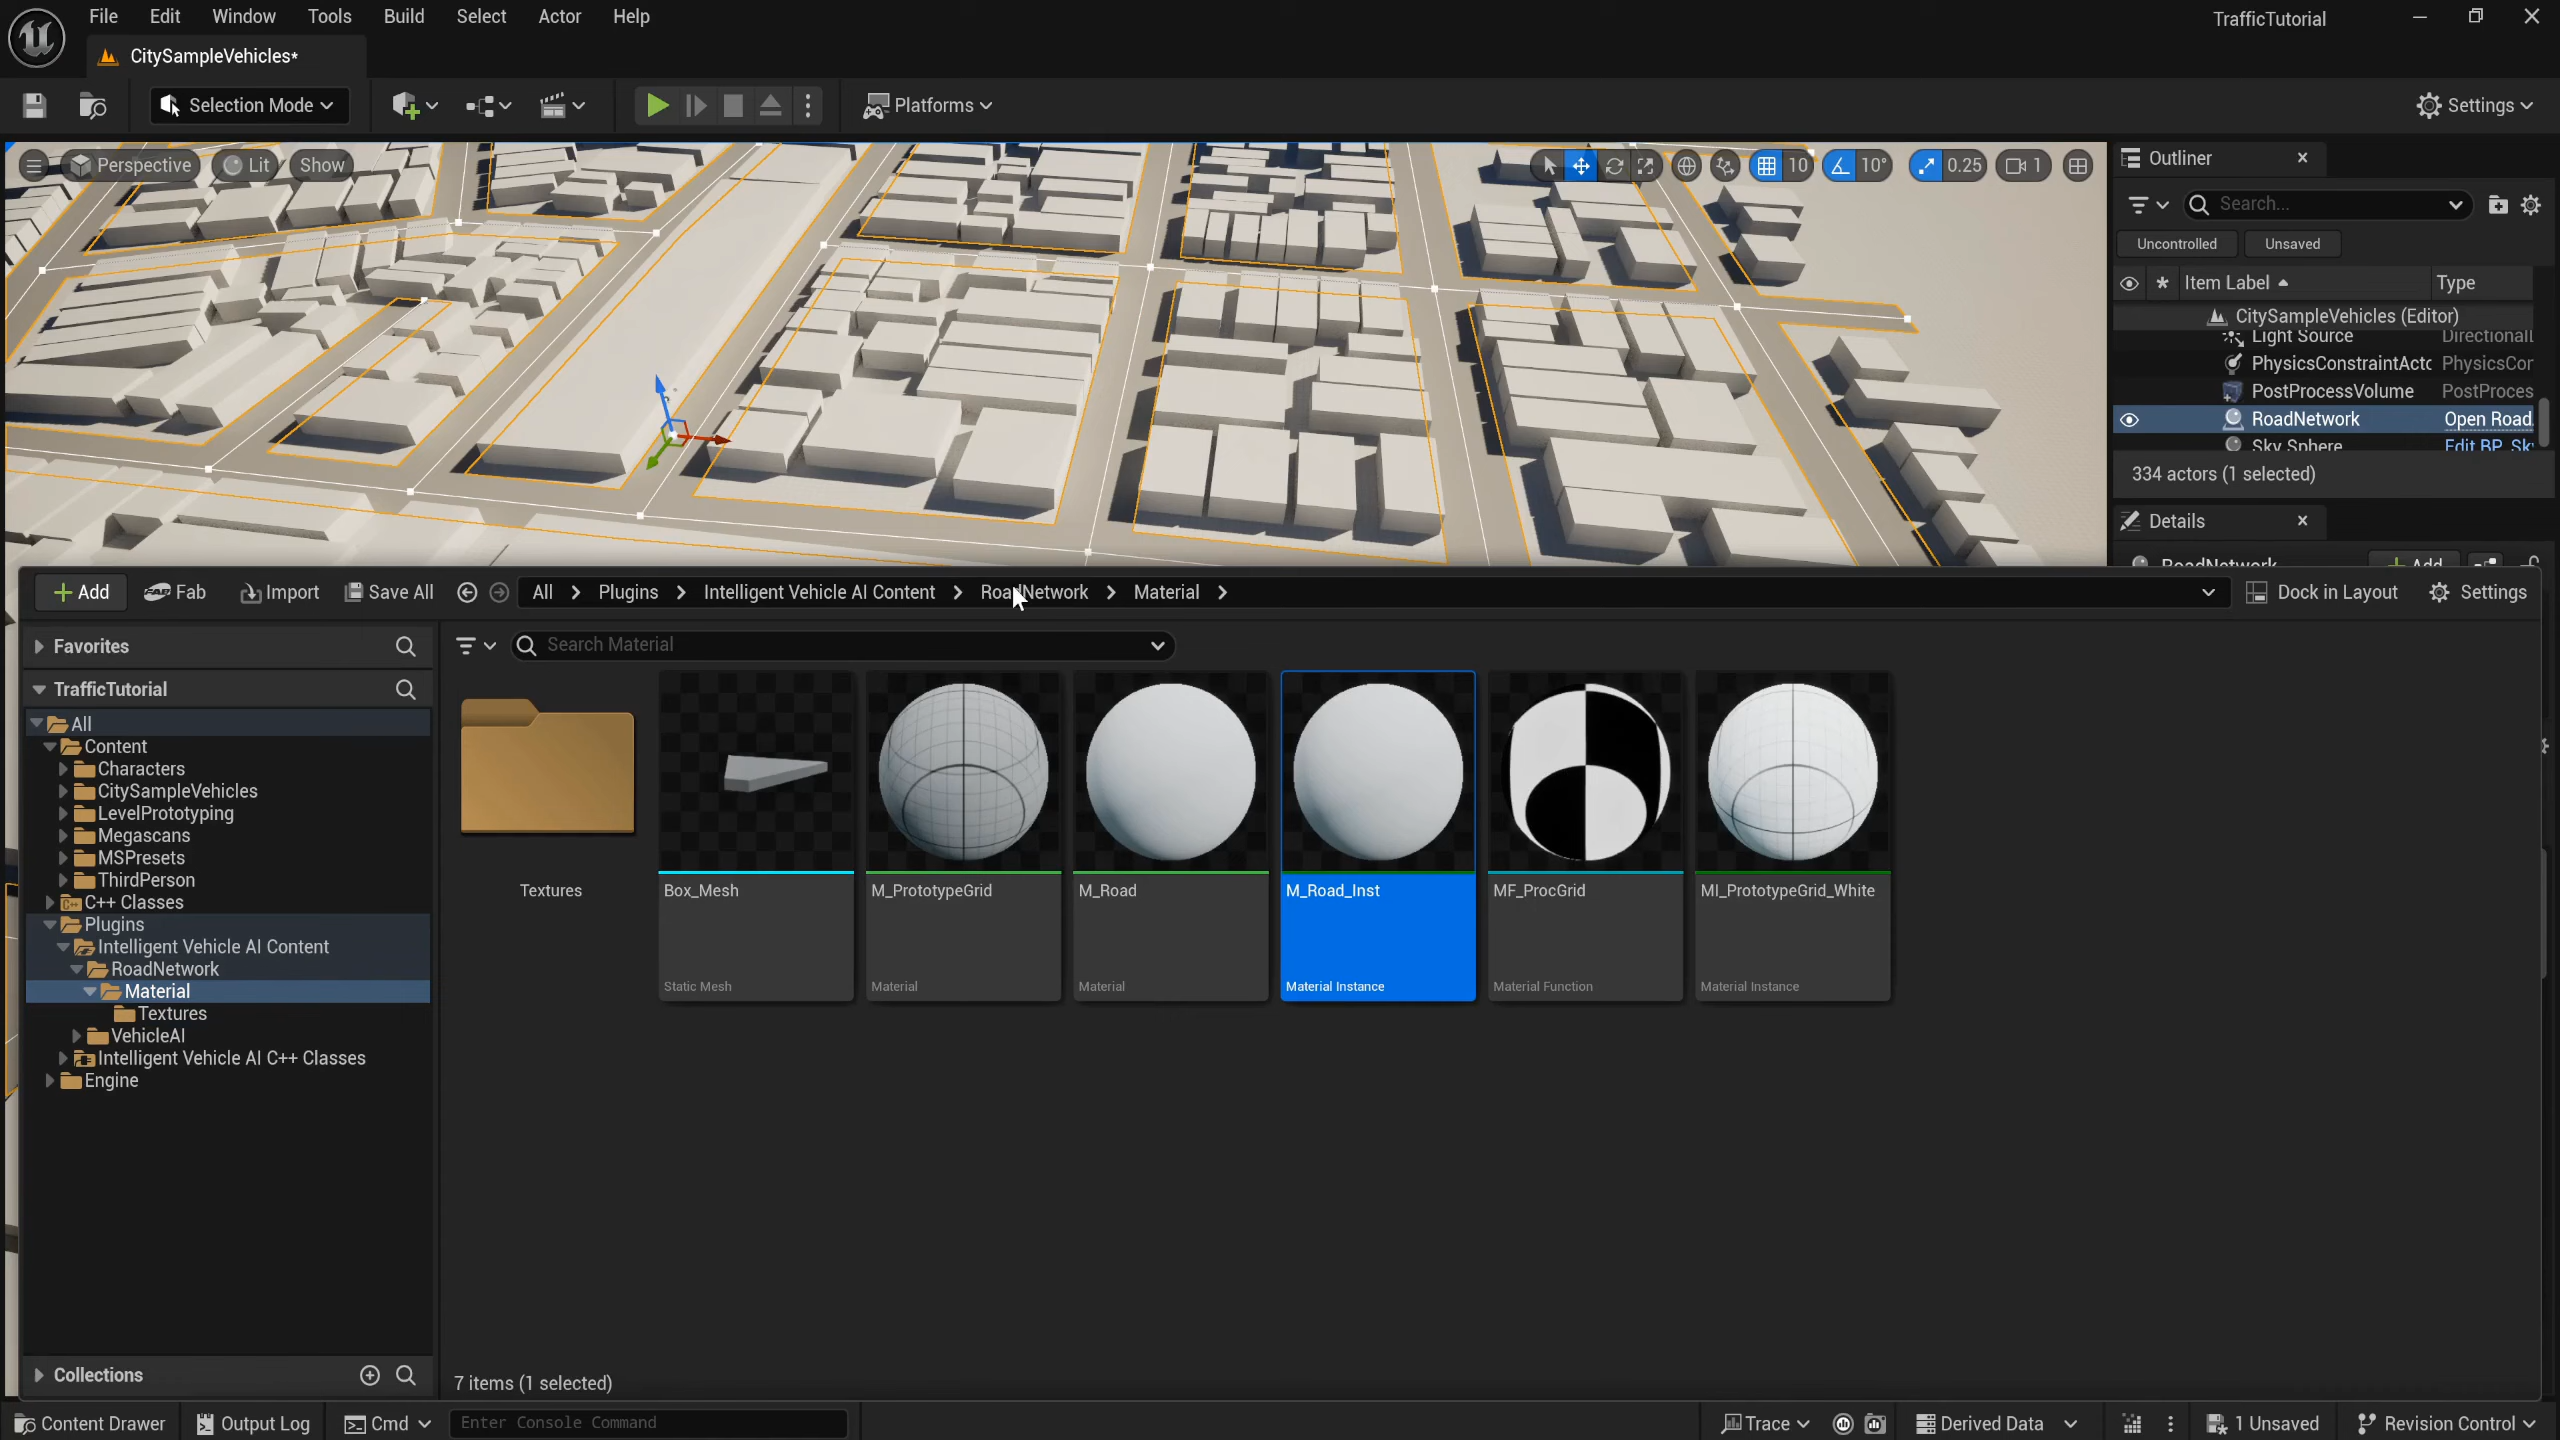 File Edit Window Tools Build Select Actor Help
TrafficTutorial
CitySampleVehicles*
Selection Mode
Platforms
Settings
Perspective Lit Show
10 10° 0.25 1
Outliner
Search...
Uncontrolled Unsaved
Item Label Type
CitySampleVehicles (Editor)
Light Source Directionall
PhysicsConstraintActo PhysicsCor
PostProcessVolume PostProces
RoadNetwork Open Road
Sky Sphere Edit BP_Sky
334 actors (1 selected)
Details
RoadNetwork Add
Add Fab Import Save All All Plugins Intelligent Vehicle AI Content RoadNetwork Material Dock in Layout Settings
Favorites
Search Material
TrafficTutorial
All
Content
Characters
CitySampleVehicles
LevelPrototyping
Megascans
MSPresets
ThirdPerson
C++ Classes
Plugins
Intelligent Vehicle AI Content
RoadNetwork
Material
Textures
VehicleAI
Intelligent Vehicle AI C++ Classes
Engine
Textures
Box_Mesh
Static Mesh
M_PrototypeGrid
Material
M_Road
Material
M_Road_Inst
Material Instance
MF_ProcGrid
Material Function
MI_PrototypeGrid_White
Material Instance
Collections
7 items (1 selected)
Content Drawer Output Log Cmd Enter Console Command Trace Derived Data 1 Unsaved Revision Control